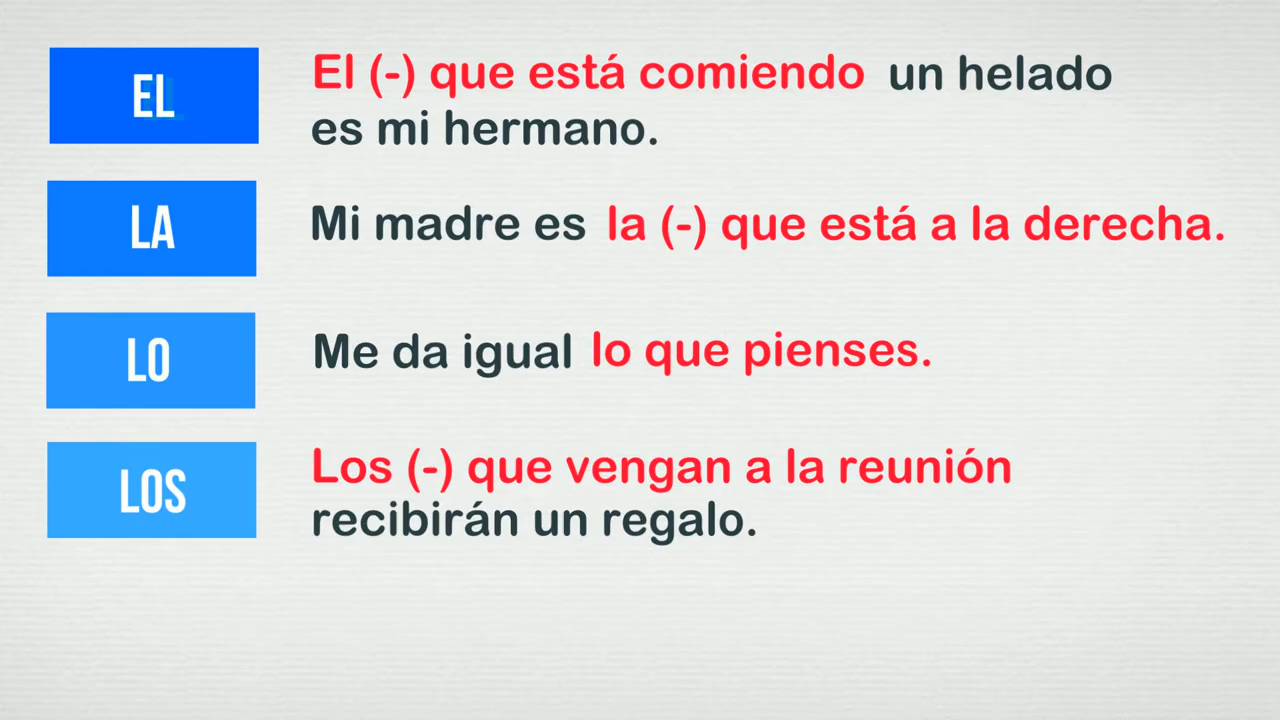 EL
El (-) que está comiendo un helado
es mi hermano.
LA
Mi madre es la (-) que está a la derecha.
LO
Me da igual lo que pienses.
LOS
Los (-) que vengan a la reunión
recibirán un regalo.